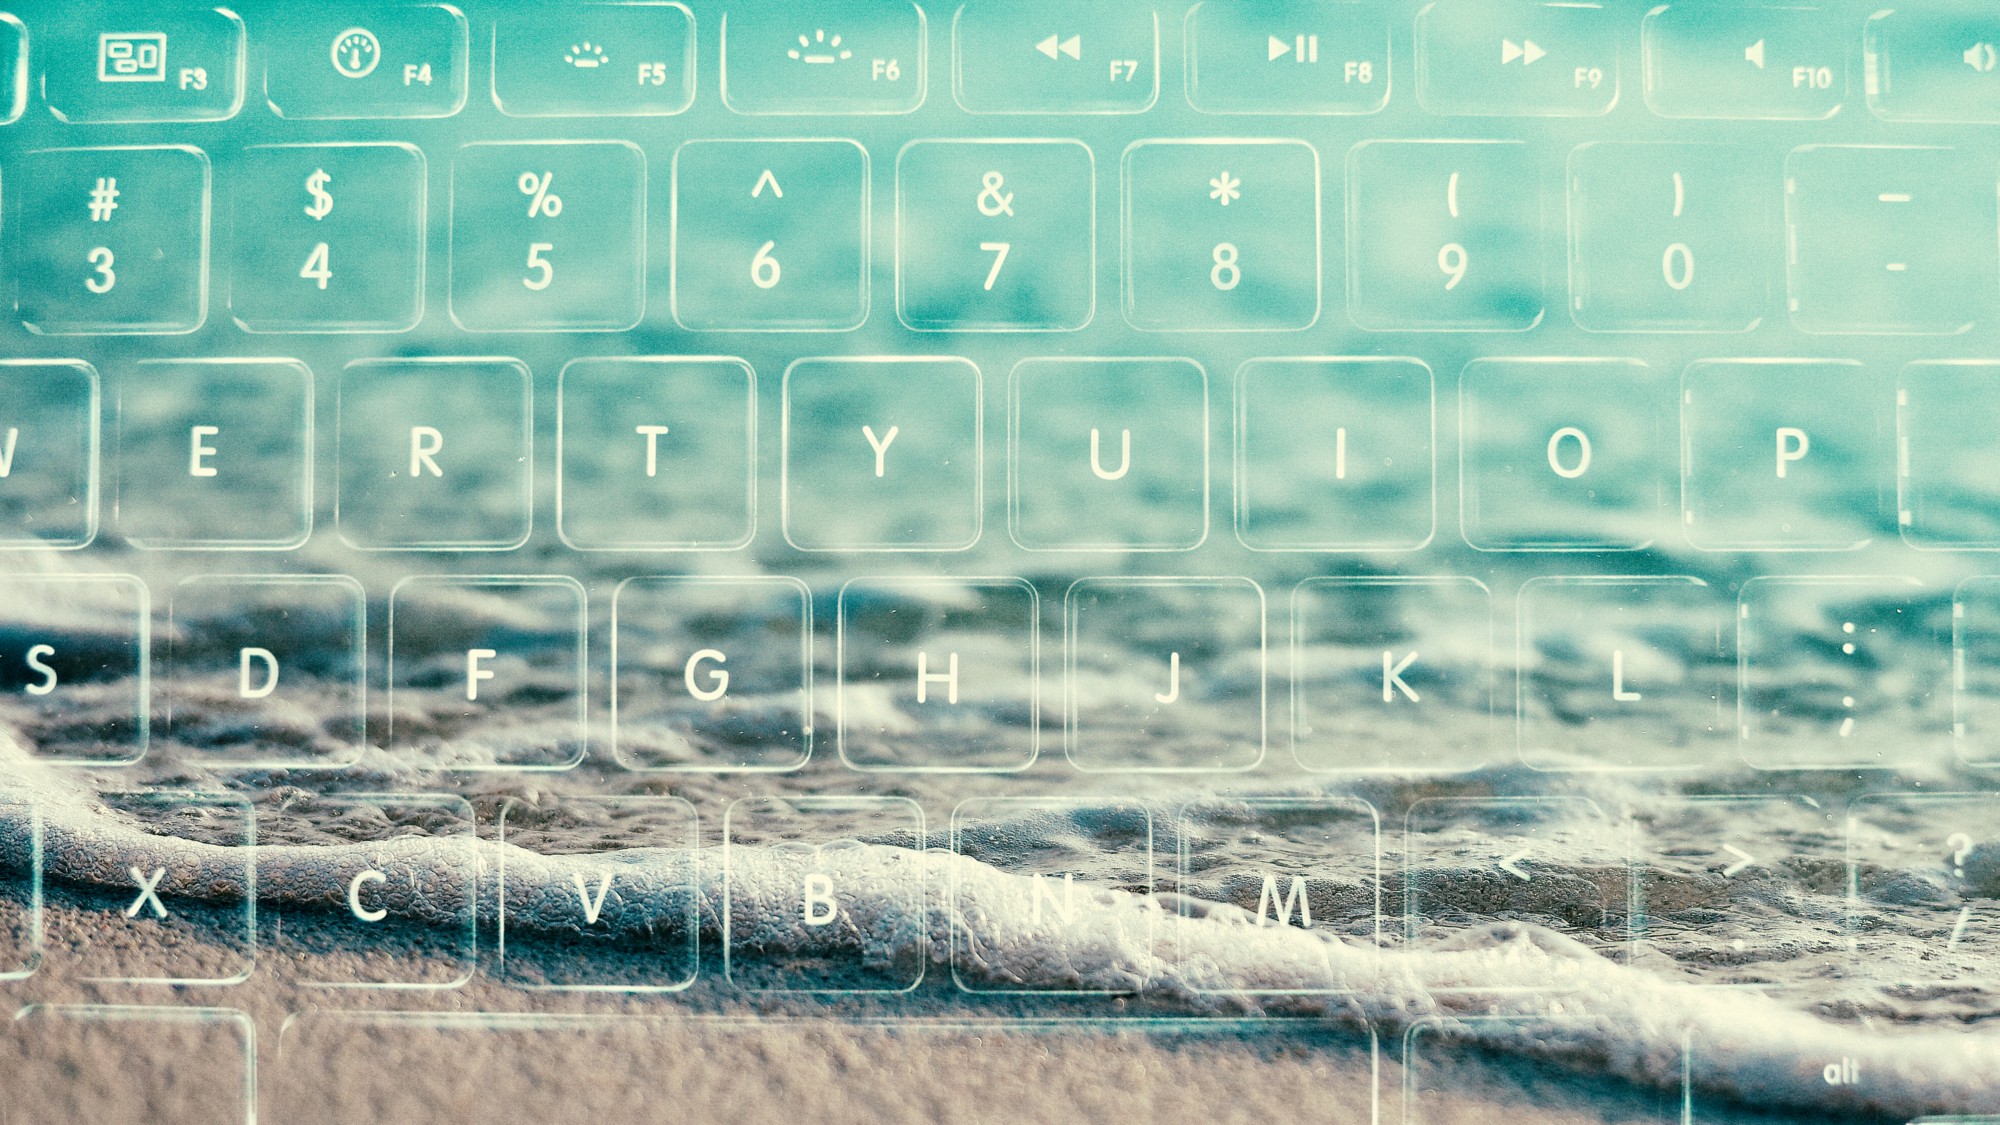 F3 F4 F5 F6 F7 F8 F9 F10
# $ % ^ & * ( ) —
3 4 5 6 7 8 9 0 -
E R T Y U I O P
S D F G H J K L : ;
< > ?
X C V B N M . /
alt